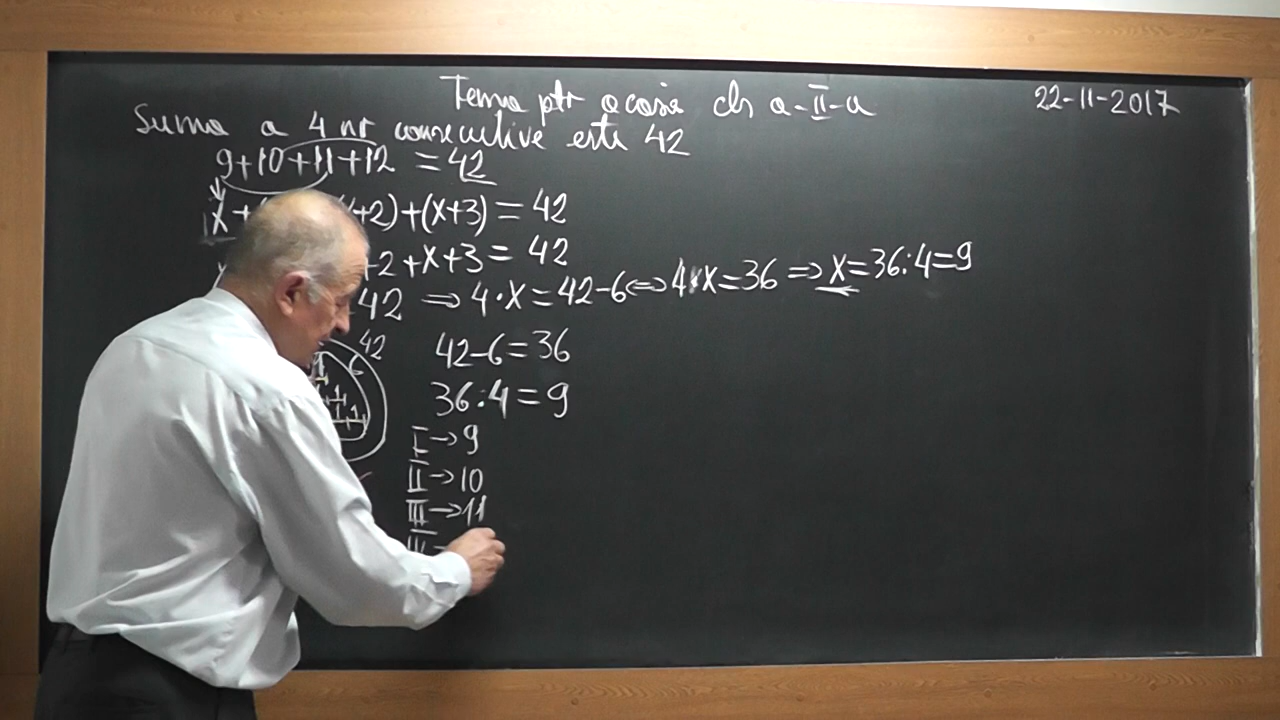 Tema ptr acasă cls a-II-a
22-11-2017
Suma a 4 nr consecutive este 42
9+10+11+12 = 42
x+ +2)+(x+3) = 42
+2+x+3 = 42
42 => 4·x = 42-6 <=> 4·x=36 => x=36:4=9
42
42-6=36
36:4=9
I → 9
II → 10
III → 11